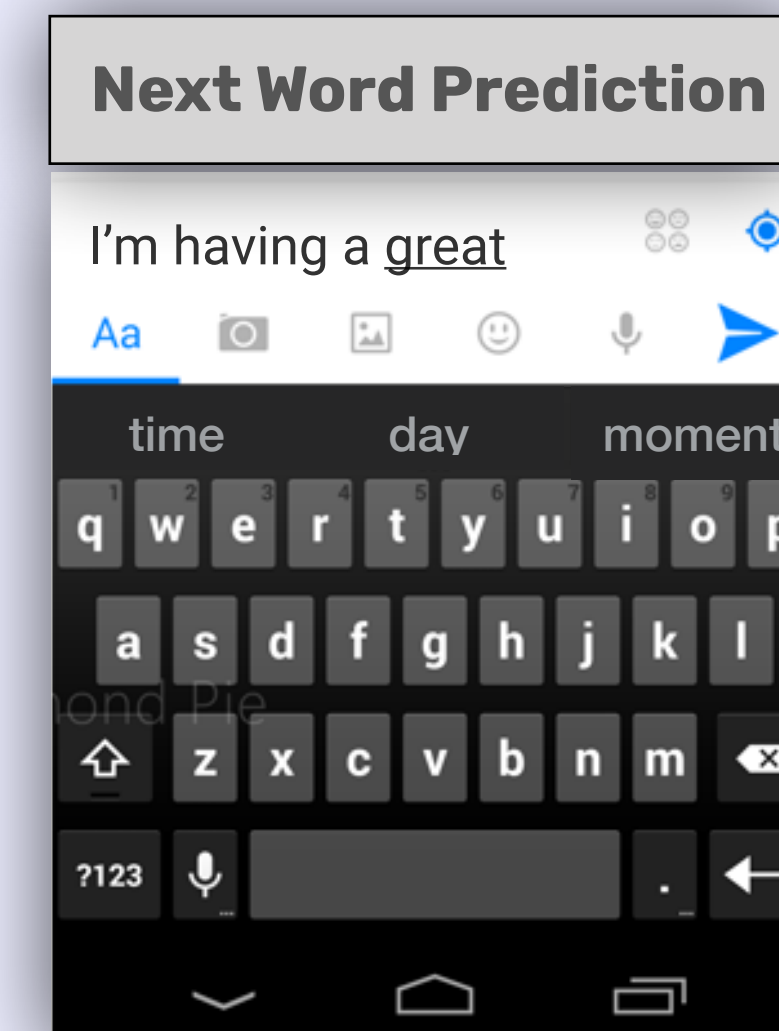 Next Word Prediction
I'm having a great
Aa
time day moment
1 2 3 4 5 6 7 8 9
q w e r t y u i o p
a s d f g h j k l
Pie
z x c v b n m
?123 .